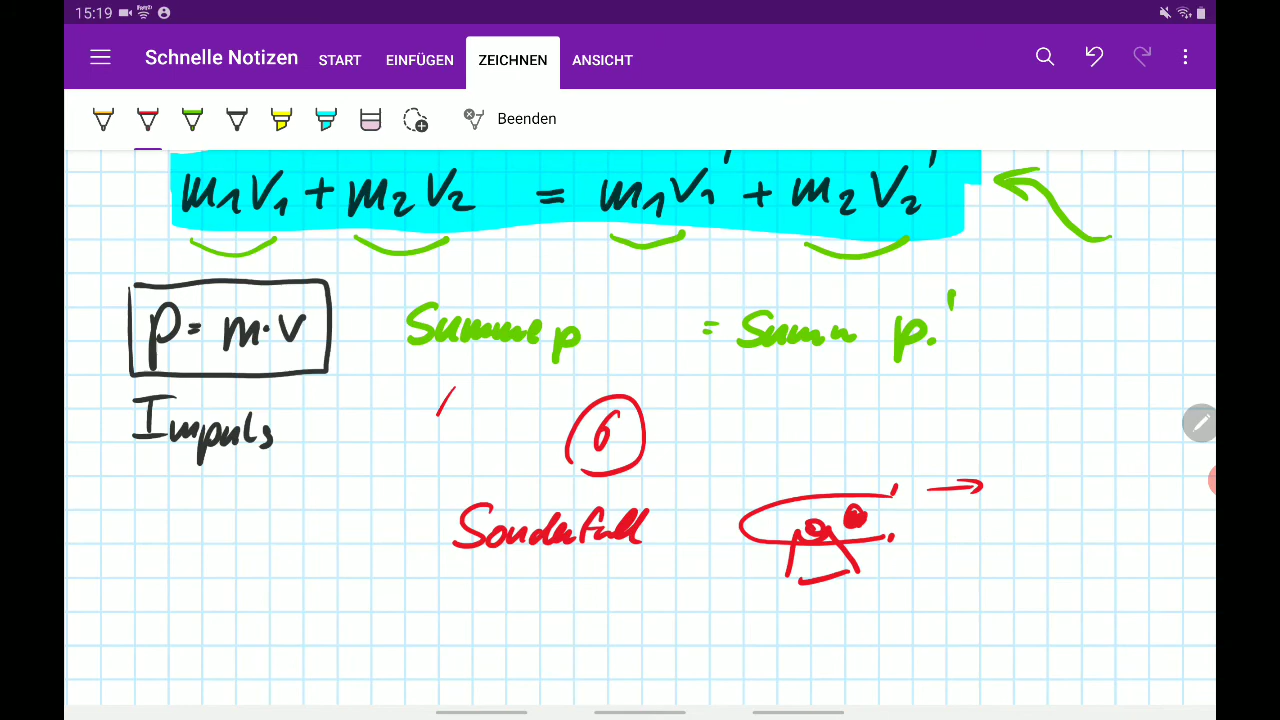 15:19
Schnelle Notizen START EINFÜGEN ZEICHNEN ANSICHT
Beenden
m₁v₁ + m₂v₂ = m₁v₁' + m₂v₂'
p = m·v
Summe p = Summ p.'
Impuls
6
Sonderfall